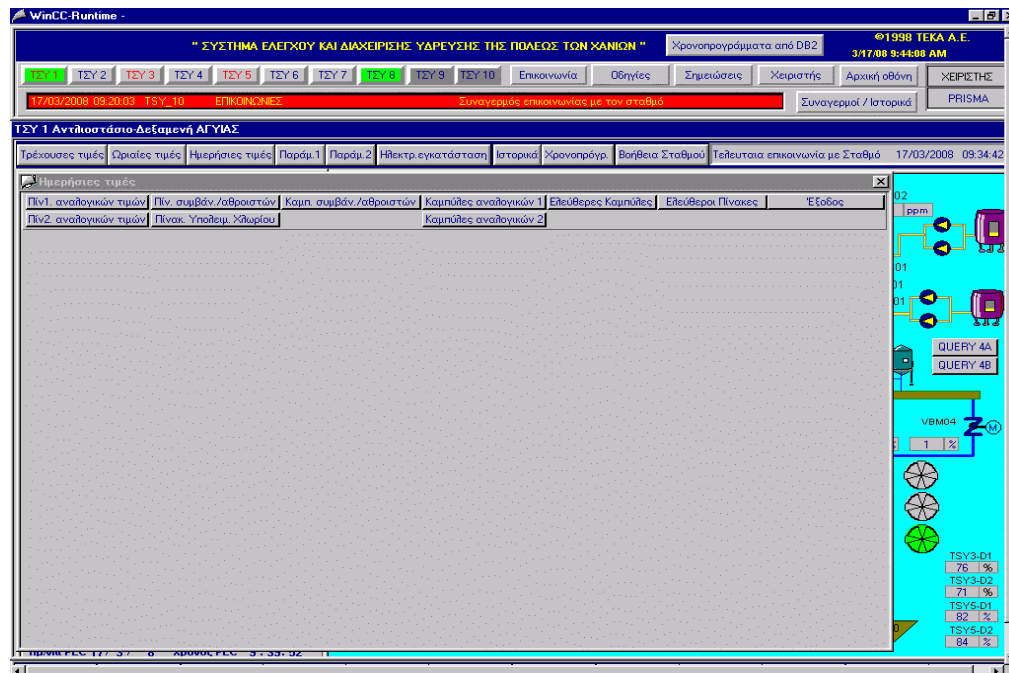 WinCC-Runtime -
" ΣΥΣΤΗΜΑ ΕΛΕΓΧΟΥ ΚΑΙ ΔΙΑΧΕΙΡΙΣΗΣ ΥΔΡΕΥΣΗΣ ΤΗΣ ΠΟΛΕΩΣ ΤΩΝ ΧΑΝΙΩΝ " Χρονοπρογράμματα από DB2 ©1998 TEKA A.E.
3/17/08 9:44:08 AM
ΤΣΥ 1 ΤΣΥ 2 ΤΣΥ 3 ΤΣΥ 4 ΤΣΥ 5 ΤΣΥ 6 ΤΣΥ 7 ΤΣΥ 8 ΤΣΥ 9 ΤΣΥ 10 Επικοινωνία Οδηγίες Σημειώσεις Χειριστής Αρχική οθόνη ΧΕΙΡΙΣΤΗΣ
17/03/2008 09:20:03 TSY_10 ΕΠΙΚΟΙΝΩΝΙΕΣ Συναγερμός επικοινωνίας με τον σταθμό Συναγερμοί / Ιστορικά PRISMA
ΤΣΥ 1 Αντλιοστάσιο-Δεξαμενή ΑΓΥΙΑΣ
Τρέχουσες τιμές Ωριαίες τιμές Ημερήσιες τιμές Παράμ.1 Παράμ.2 Ηλεκτρ.εγκατάσταση Ιστορικά Χρονοπρόγρ. Βοήθεια Σταθμού Τελευταια επικοινωνία με Σταθμό 17/03/2008 09:34:42
Ημερήσιες τιμές
Πίν1. αναλογικών τιμών Πίν. συμβάν./αθροιστών Καμπ. συμβάν./αθροιστών Καμπύλες αναλογικών 1 Ελεύθερες Καμπύλες Ελεύθεροι Πίνακες Έξοδος
Πίν2. αναλογικών τιμών Πίνακ. Υπολειμ. Χλωρίου Καμπύλες αναλογικών 2
02
ppm
01
01
01
QUERY 4A
QUERY 4B
VBM04
M
% 1 %
TSY3-D1
76 %
TSY3-D2
71 %
TSY5-D1
82 %
TSY5-D2
84 %